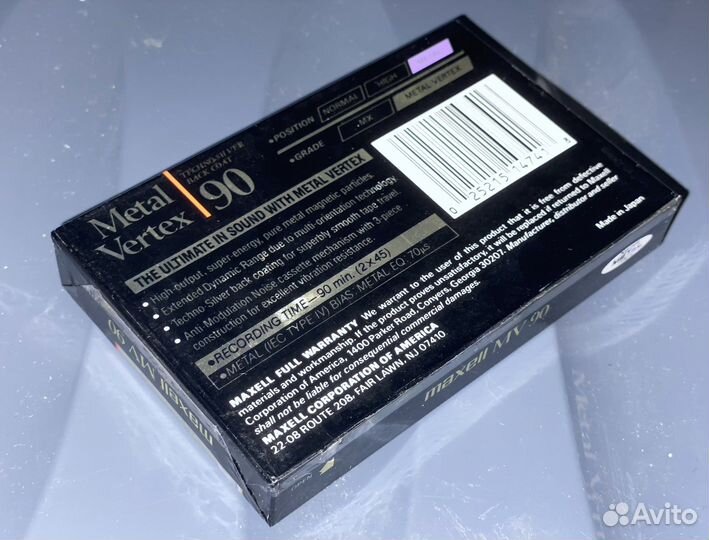 Metal
Vertex
90
TECHNO-SILVER
BACK COAT
•POSITION NORMAL HIGH METAL
•GRADE MX METAL VERTEX
THE ULTIMATE IN SOUND WITH METAL VERTEX
• High-output, super-energy, pure metal magnetic particles.
• Extended Dynamic Range due to multi-orientation technology.
• Techno-Silver back coating for superbly smooth tape travel.
• Anti-Modulation Noise cassette mechanism with 3-piece
construction for excellent vibration resistance.
•RECORDING TIME—90 min. (2×45)
•METAL (IEC TYPE IV) BIAS: METAL EQ: 70μs
MAXELL FULL WARRANTY We warrant to the user of this product that it is free from defective
materials and workmanship. If the product proves unsatisfactory, it will be replaced if returned to Maxell
Corporation of America, 1400 Parker Road, Conyers, Georgia 30207. Manufacturer, distributor and seller
shall not be liable for consequential commercial damages.
MAXELL CORPORATION OF AMERICA
22-08 ROUTE 208, FAIR LAWN, NJ 07410
Made in Japan
0 25215 14741 8
maxell MV 90
maxell MV 90
OPEN
Avito